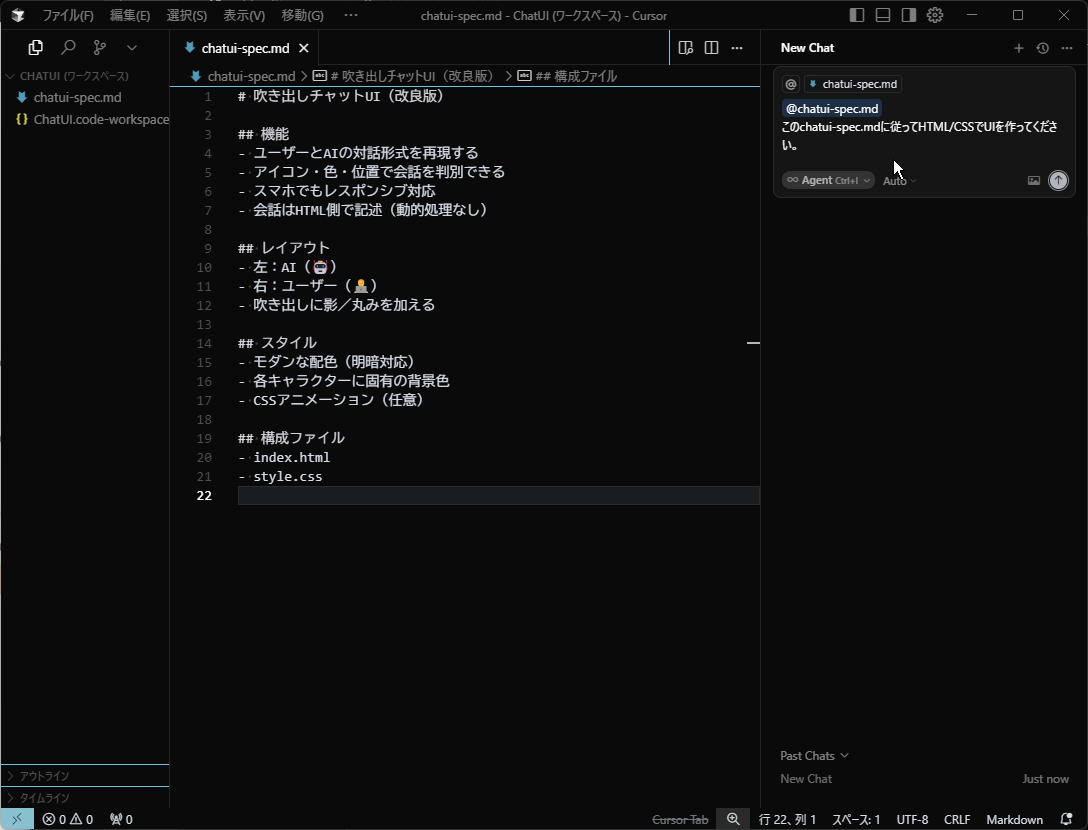 ファイル(F) 編集(E) 選択(S) 表示(V) 移動(G) ··· chatui-spec.md - ChatUI (ワークスペース) - Cursor
CHATUI (ワークスペース)
chatui-spec.md
ChatUI.code-workspace
アウトライン
タイムライン
chatui-spec.md
chatui-spec.md > # 吹き出しチャットUI（改良版） > ## 構成ファイル
1 # 吹き出しチャットUI（改良版）
2
3 ## 機能
4 - ユーザーとAIの対話形式を再現する
5 - アイコン・色・位置で会話を判別できる
6 - スマホでもレスポンシブ対応
7 - 会話はHTML側で記述（動的処理なし）
8
9 ## レイアウト
10 - 左：AI（🤖）
11 - 右：ユーザー（🧑‍💻）
12 - 吹き出しに影／丸みを加える
13
14 ## スタイル
15 - モダンな配色（明暗対応）
16 - 各キャラクターに固有の背景色
17 - CSSアニメーション（任意）
18
19 ## 構成ファイル
20 - index.html
21 - style.css
22
New Chat
@ chatui-spec.md
@chatui-spec.md
このchatui-spec.mdに従ってHTML/CSSでUIを作ってくださ
い。
Agent Ctrl+I Auto
Past Chats
New Chat Just now
0 0 0 Cursor Tab 行 22、列 1 スペース: 1 UTF-8 CRLF Markdown